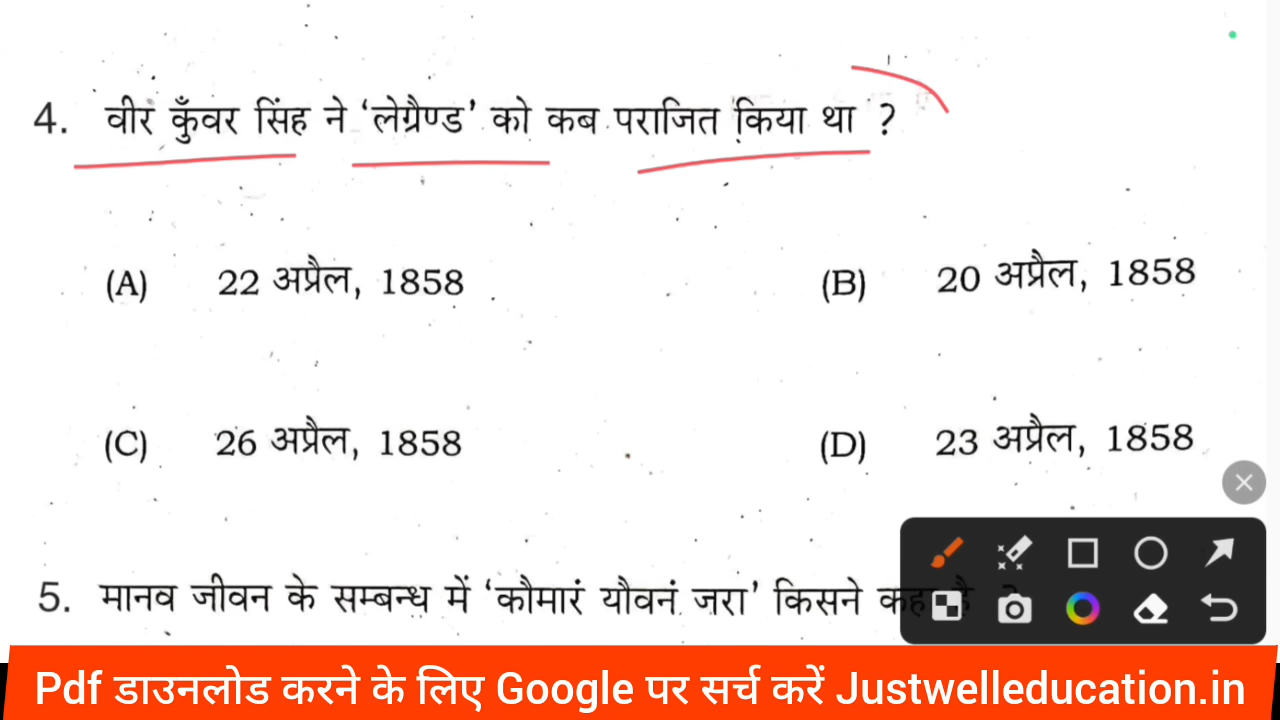 4. वीर कुँवर सिंह ने ‘लेग्रैण्ड’ को कब पराजित किया था ?
(A) 22 अप्रैल, 1858 (B) 20 अप्रैल, 1858
(C) 26 अप्रैल, 1858 (D) 23 अप्रैल, 1858
5. मानव जीवन के सम्बन्ध में ‘कौमारं यौवनं जरा’ किसने
Pdf डाउनलोड करने के लिए Google पर सर्च करें Justwelleducation.in